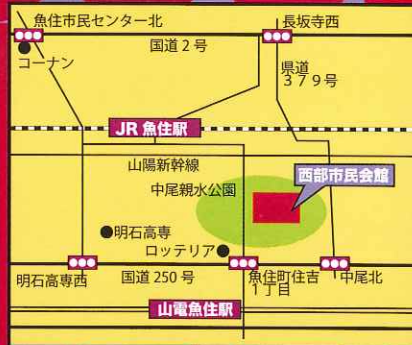 魚住市民センター北
長坂寺西
国道2号
コーナン
県道
379号
JR 魚住駅
山陽新幹線
西部市民会館
中尾親水公園
明石高専
ロッテリア
明石高専西
国道250号
魚住町住吉
1丁目
中尾北
山電魚住駅